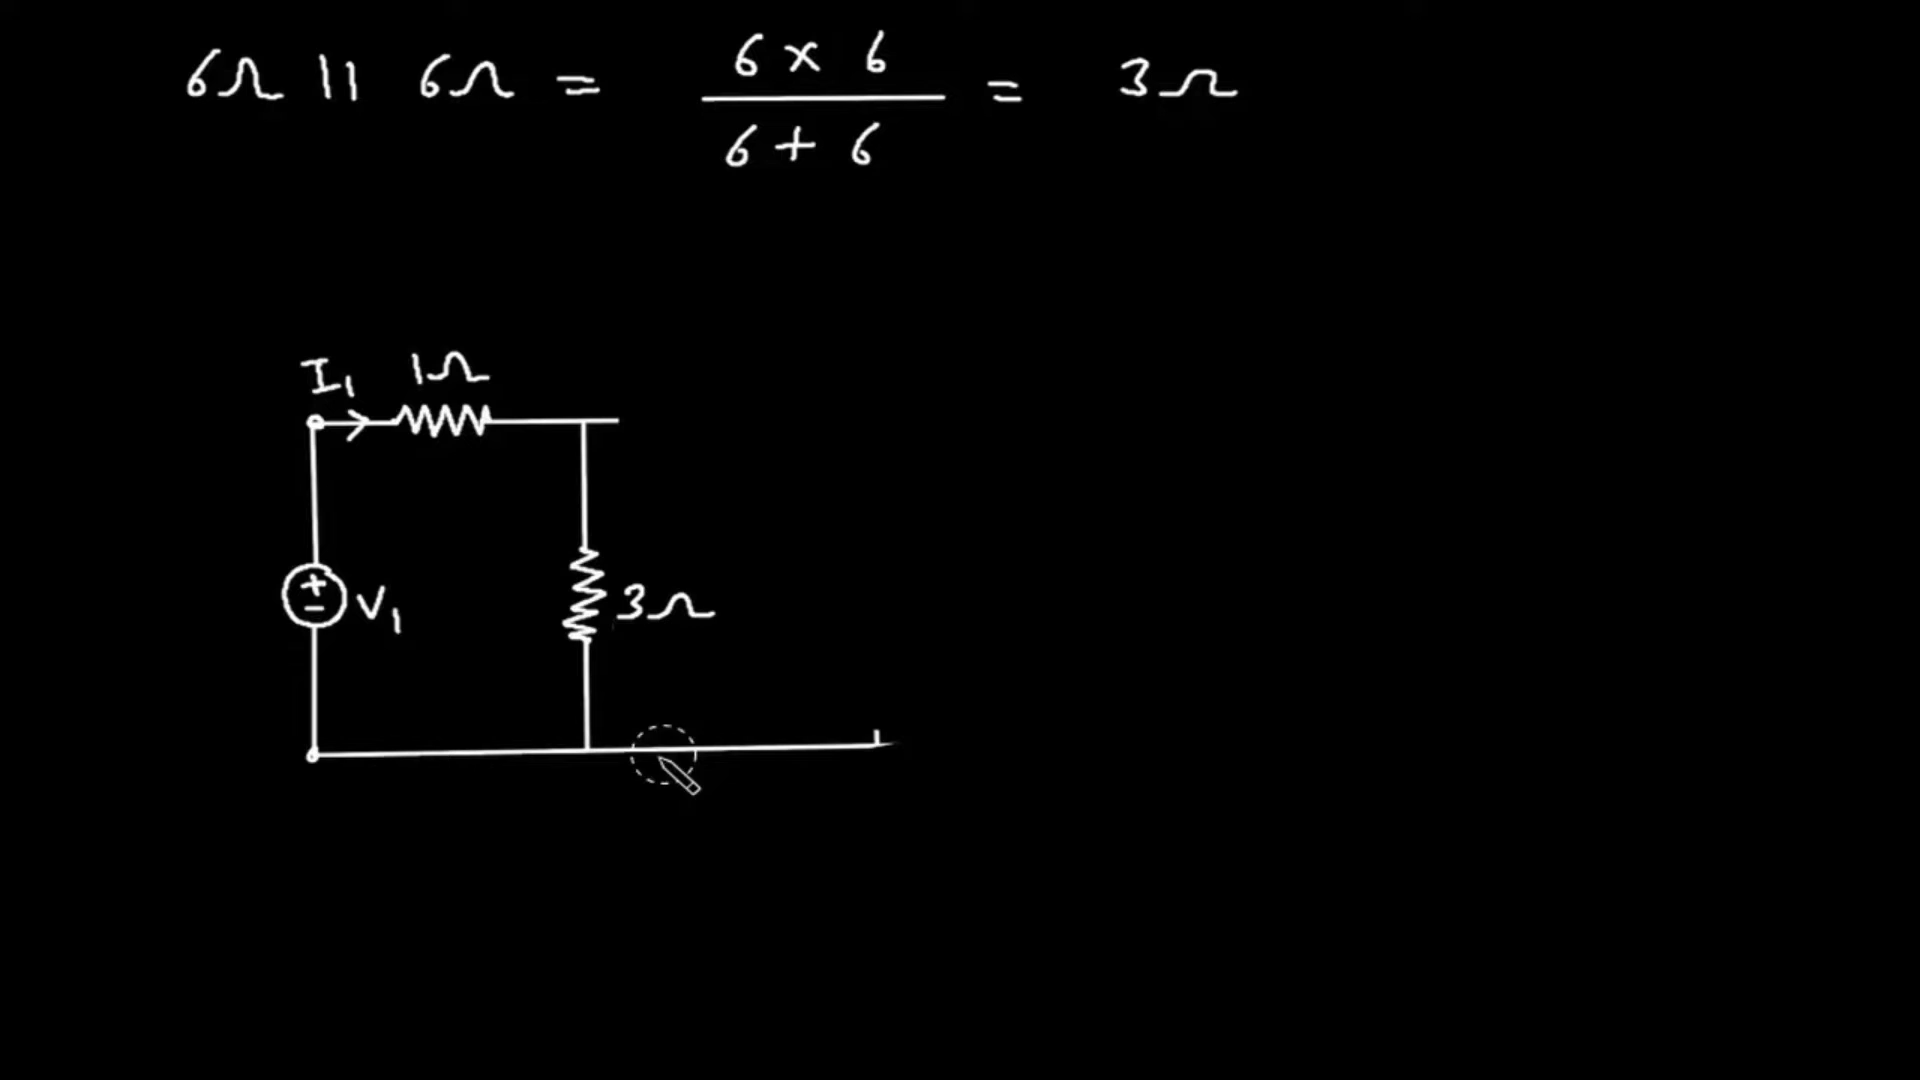 6Ω || 6Ω = 6 x 6 / 6 + 6 = 3Ω
I₁ 1Ω
+
-
V₁ 3Ω